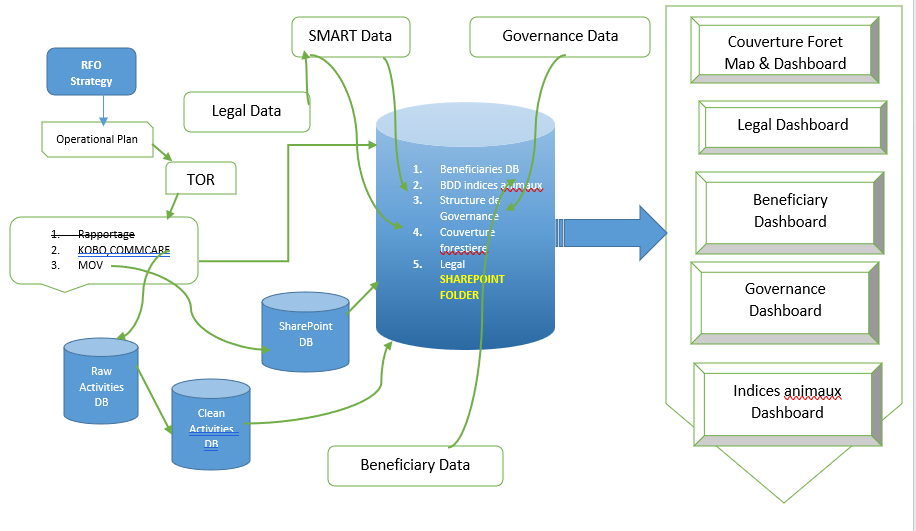 RFO
Strategy
Operational Plan
TOR
1. Rapportage
2. KOBO,COMMCARE
3. MOV
Raw
Activities
DB
Clean
Activities
DB
SharePoint
DB
Legal Data
SMART Data
Governance Data
1. Beneficiaries DB
2. BDD indices animaux
3. Structure de
Governance
4. Couverture
forestiere
5. Legal
SHAREPOINT
FOLDER
Beneficiary Data
Couverture Foret
Map & Dashboard
Legal Dashboard
Beneficiary
Dashboard
Governance
Dashboard
Indices animaux
Dashboard